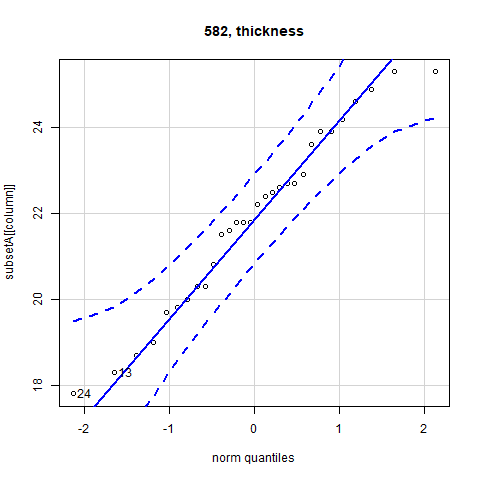 582, thickness
subsetA[[column]]
24
22
20
18
24
13
-2 -1 0 1 2
norm quantiles